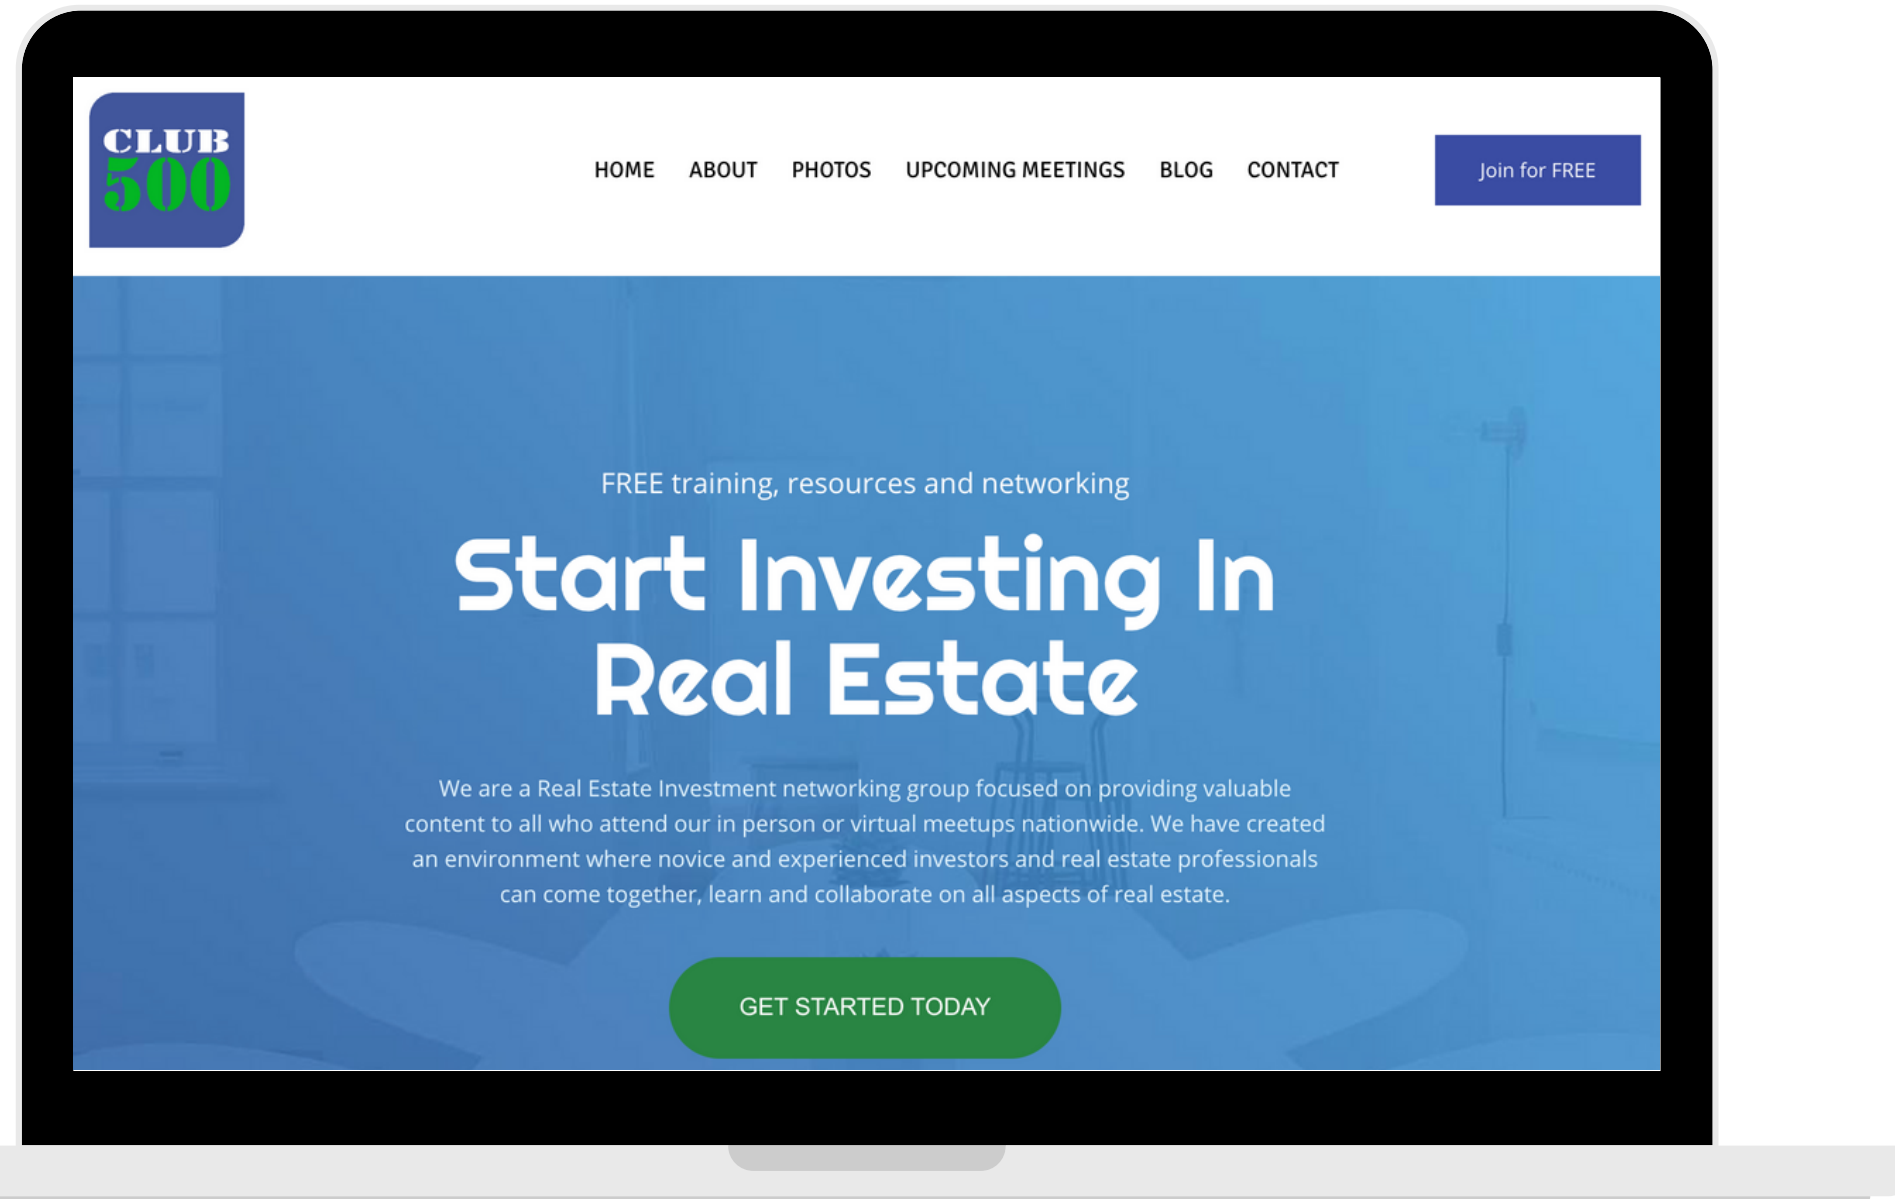 CLUB
500
HOME ABOUT PHOTOS UPCOMING MEETINGS BLOG CONTACT
Join for FREE
FREE training, resources and networking
Start Investing In
Real Estate
We are a Real Estate Investment networking group focused on providing valuable
content to all who attend our in person or virtual meetups nationwide. We have created
an environment where novice and experienced investors and real estate professionals
can come together, learn and collaborate on all aspects of real estate.
GET STARTED TODAY